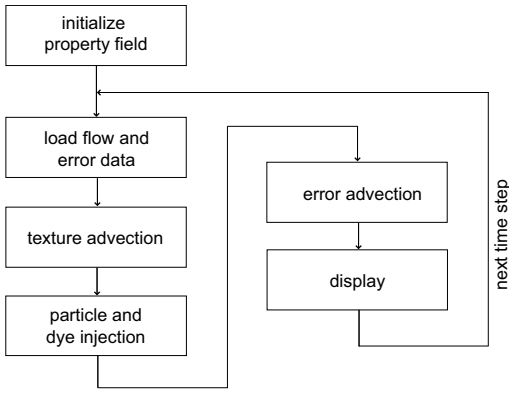 initialize
property field
load flow and
error data
texture advection
particle and
dye injection
error advection
display
next time step